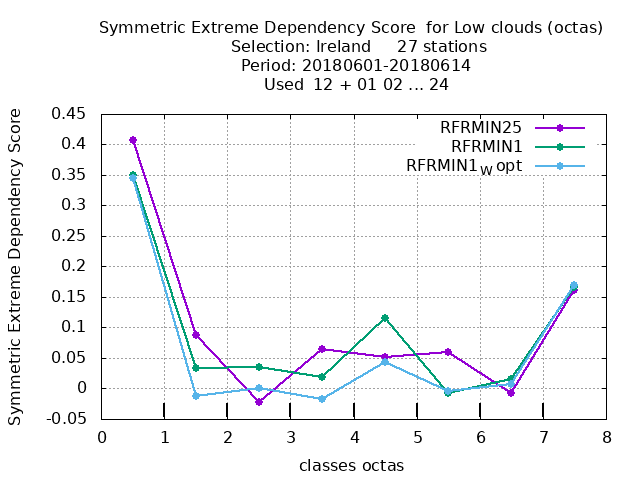 Symmetric Extreme Dependency Score for Low clouds (octas)
Selection: Ireland 27 stations
Period: 20180601-20180614
Used 12 + 01 02 ... 24
Symmetric Extreme Dependency Score
0.45
0.4
0.35
0.3
0.25
0.2
0.15
0.1
0.05
0
-0.05
RFRMIN25
RFRMIN1
RFRMIN1W opt
0 1 2 3 4 5 6 7 8
classes octas